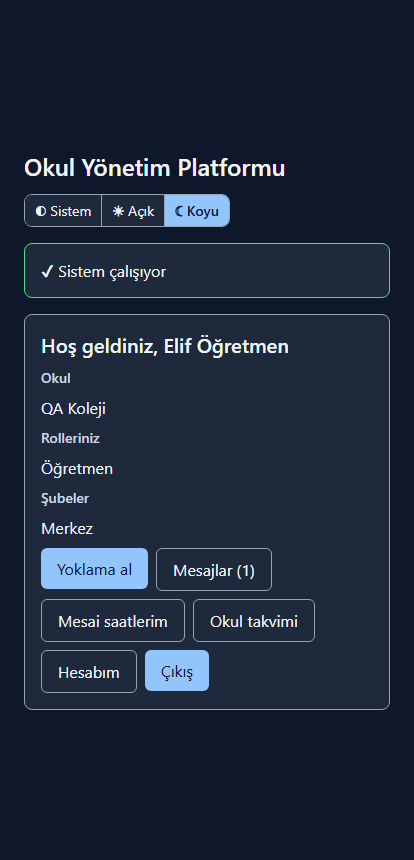 Okul Yönetim Platformu
◐ Sistem ☀ Açık ☾ Koyu
✓ Sistem çalışıyor
Hoş geldiniz, Elif Öğretmen
Okul
QA Koleji
Rolleriniz
Öğretmen
Şubeler
Merkez
Yoklama al Mesajlar (1)
Mesai saatlerim Okul takvimi
Hesabım Çıkış